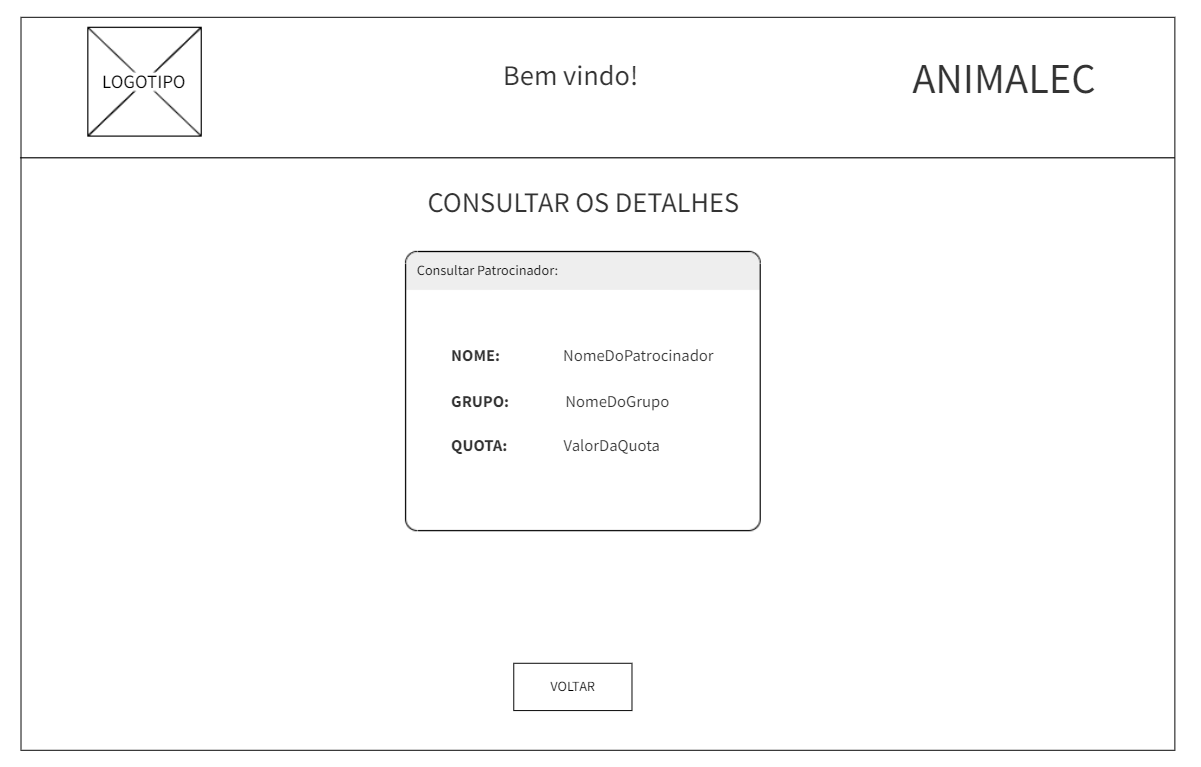 LOGOTIPO
Bem vindo!
ANIMALEC
CONSULTAR OS DETALHES
Consultar Patrocinador:
NOME: NomeDoPatrocinador
GRUPO: NomeDoGrupo
QUOTA: ValorDaQuota
VOLTAR